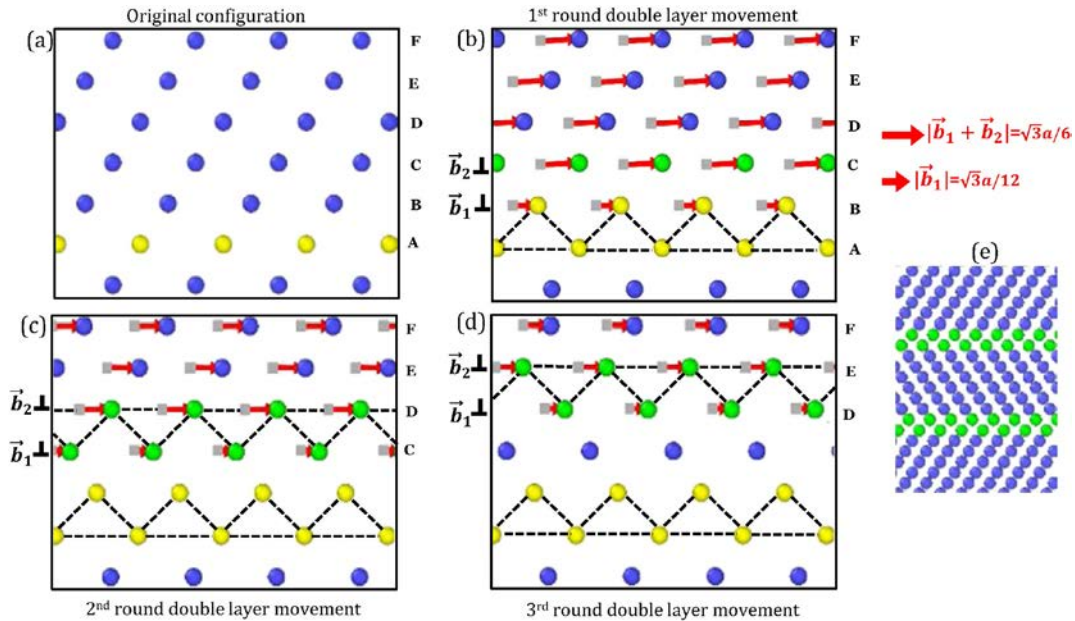 Original configuration
(a)
F
E
D
C
B
A
1st round double layer movement
(b)
F
E
D
C
B
A
b⃗2 ⊥
b⃗1 ⊥
|b⃗1 + b⃗2|=√3a/6
|b⃗1|=√3a/12
(c)
F
E
D
C
b⃗2 ⊥
b⃗1 ⊥
2nd round double layer movement
(d)
F
E
D
b⃗2 ⊥
b⃗1 ⊥
3rd round double layer movement
(e)